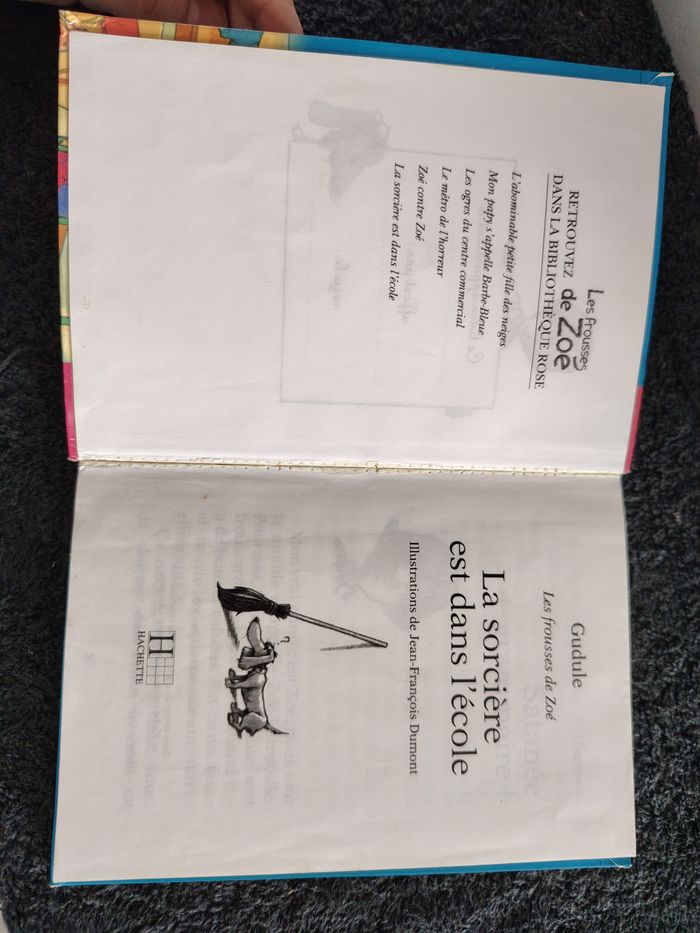 Les frousses
de Zoé
RETROUVEZ
DANS LA BIBLIOTHÈQUE ROSE
L'abominable petite fille des neiges
Mon papy s'appelle Barbe-Bleue
Les ogres du centre commercial
Le métro de l'horreur
Zoé contre Zoé
La sorcière est dans l'école
Gudule
Les frousses de Zoé
La sorcière
est dans l'école
Illustrations de Jean-François Dumont
?
H
HACHETTE